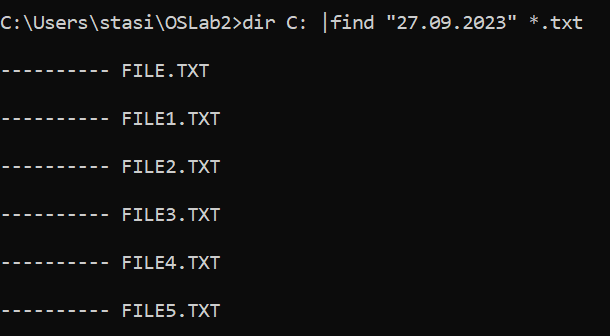 C:\Users\stasi\OSLab2>dir C: |find "27.09.2023" *.txt
---------- FILE.TXT
---------- FILE1.TXT
---------- FILE2.TXT
---------- FILE3.TXT
---------- FILE4.TXT
---------- FILE5.TXT